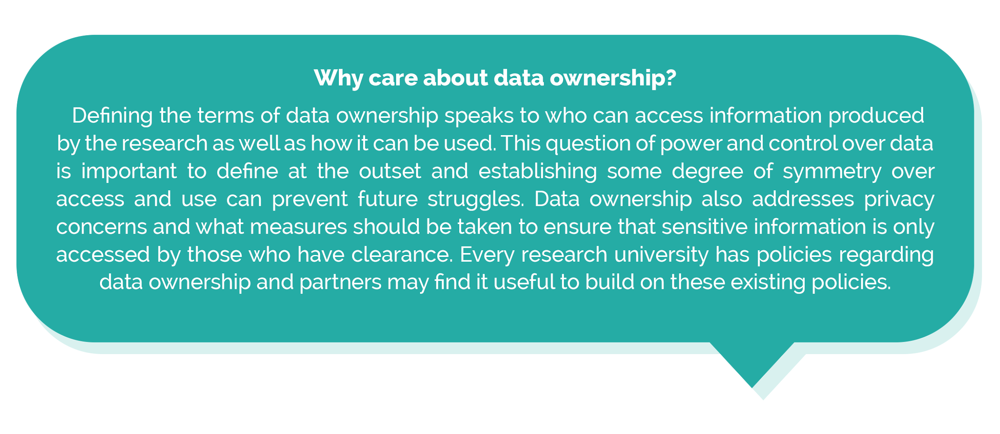 Why care about data ownership?
Defining the terms of data ownership speaks to who can access information produced
by the research as well as how it can be used. This question of power and control over data
is important to define at the outset and establishing some degree of symmetry over
access and use can prevent future struggles. Data ownership also addresses privacy
concerns and what measures should be taken to ensure that sensitive information is only
accessed by those who have clearance. Every research university has policies regarding
data ownership and partners may find it useful to build on these existing policies.